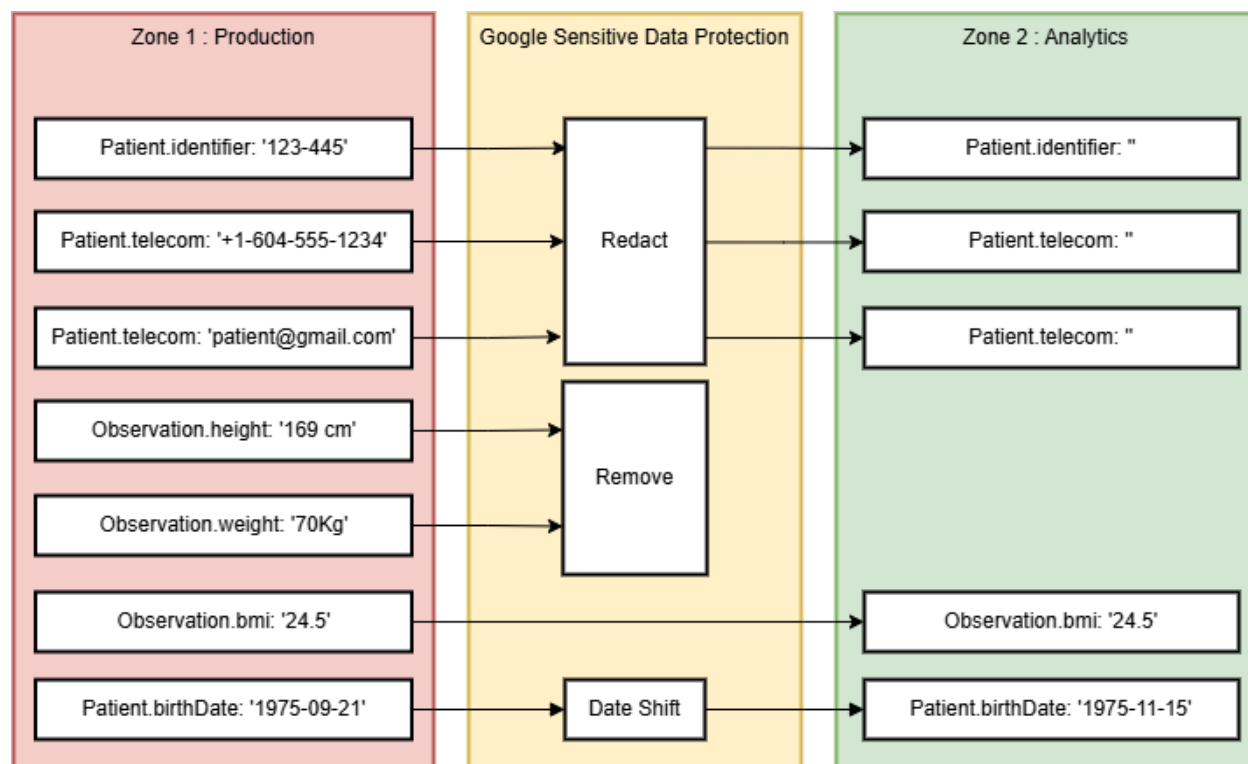 Zone 1 : Production
Google Sensitive Data Protection
Zone 2 : Analytics
Patient.identifier: '123-445'
Redact
Patient.identifier: ''
Patient.telecom: '+1-604-555-1234'
Patient.telecom: ''
Patient.telecom: 'patient@gmail.com'
Patient.telecom: ''
Observation.height: '169 cm'
Remove
Observation.weight: '70Kg'
Observation.bmi: '24.5'
Observation.bmi: '24.5'
Patient.birthDate: '1975-09-21'
Date Shift
Patient.birthDate: '1975-11-15'